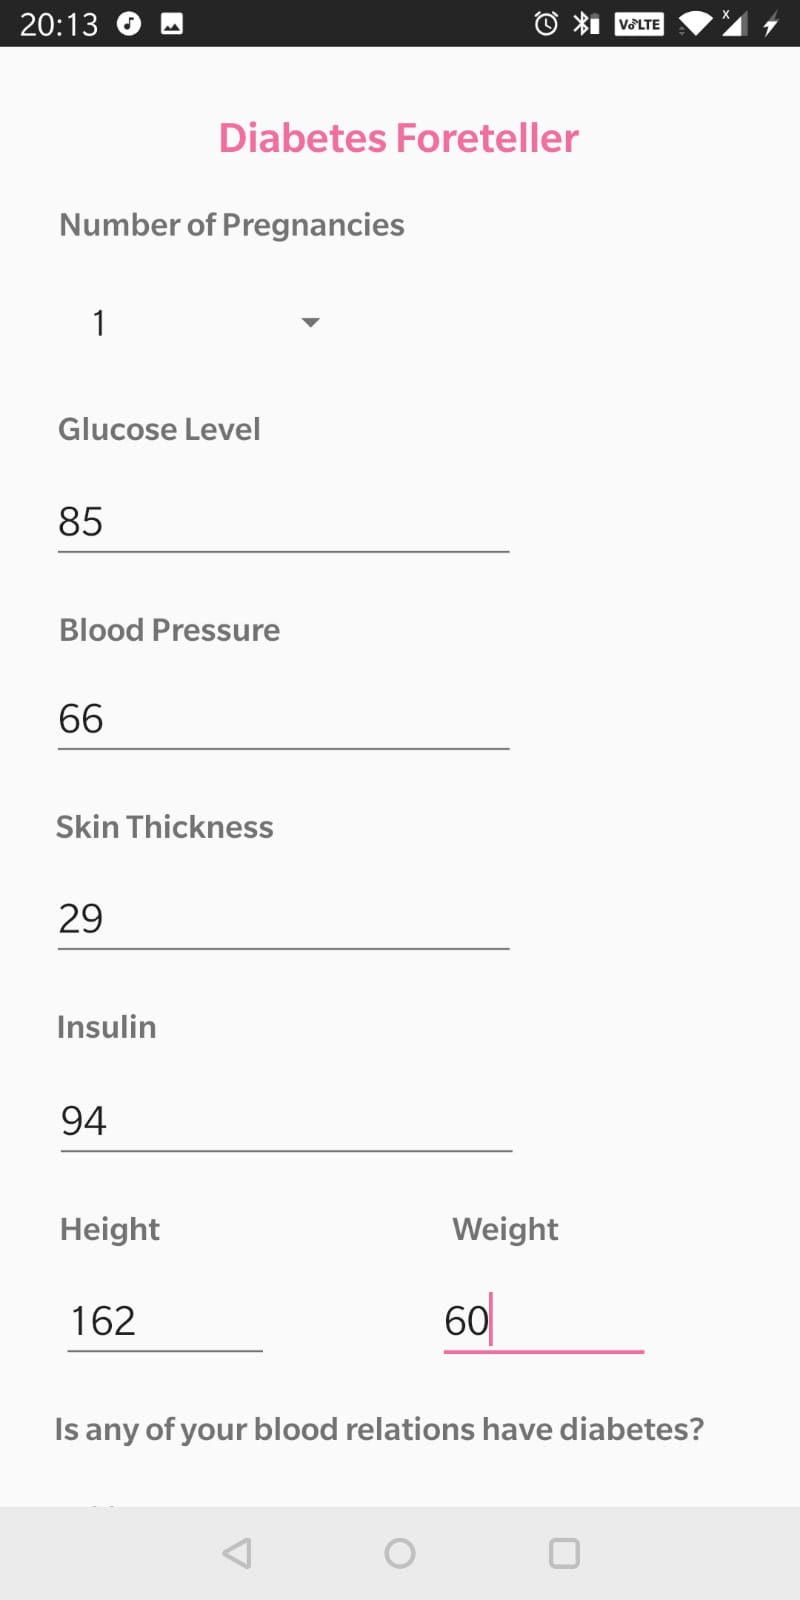 20:13
VoLTE
x
Diabetes Foreteller
Number of Pregnancies
1
Glucose Level
85
Blood Pressure
66
Skin Thickness
29
Insulin
94
Height Weight
162 60
Is any of your blood relations have diabetes?